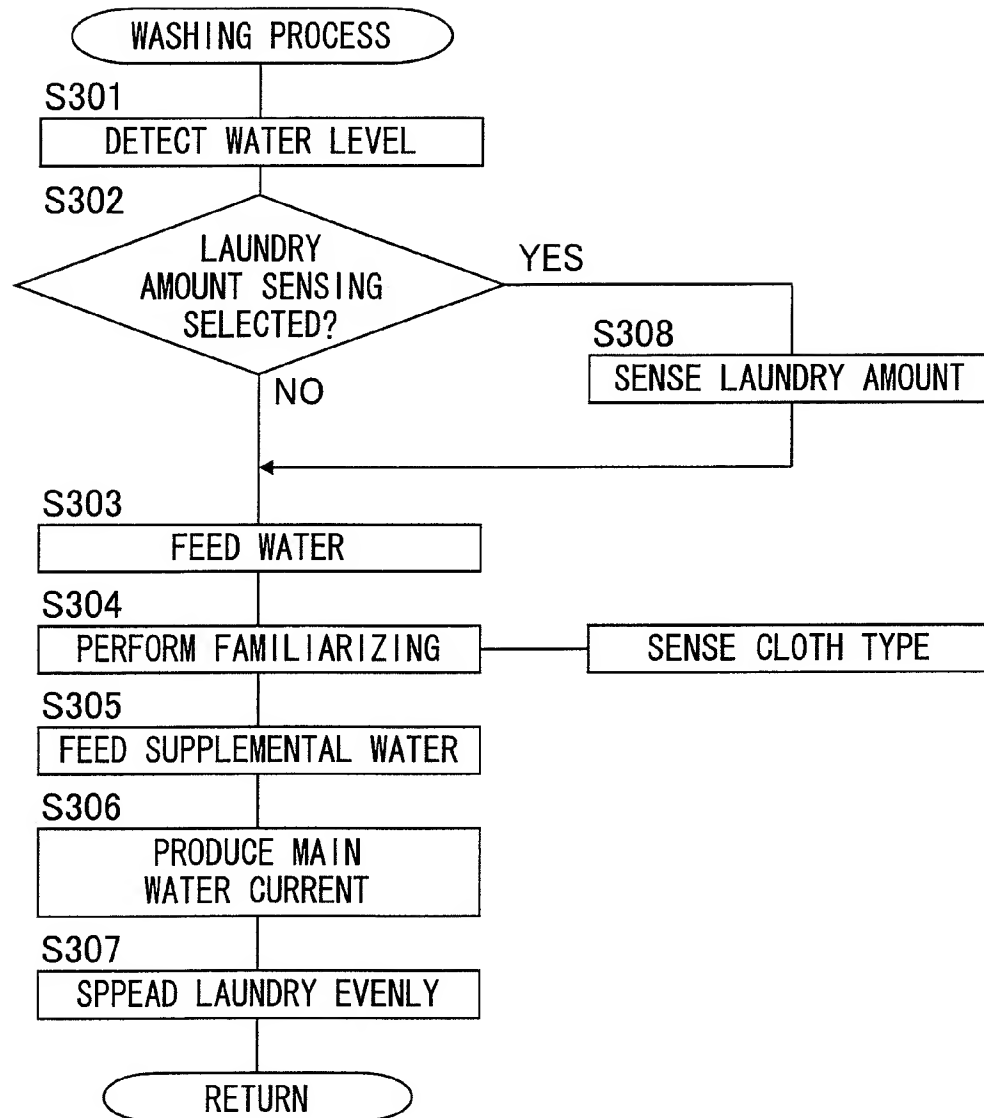 WASHING PROCESS
S301
DETECT WATER LEVEL
S302
LAUNDRY
AMOUNT SENSING
SELECTED?
YES
S308
SENSE LAUNDRY AMOUNT
NO
S303
FEED WATER
S304
PERFORM FAMILIARIZING
SENSE CLOTH TYPE
S305
FEED SUPPLEMENTAL WATER
S306
PRODUCE MAIN
WATER CURRENT
S307
SPPEAD LAUNDRY EVENLY
RETURN